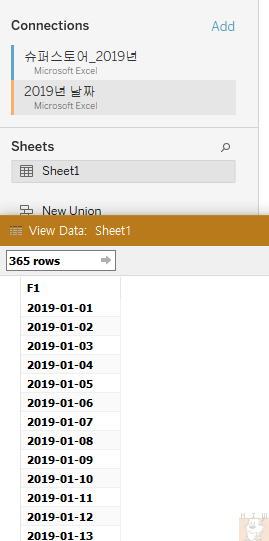 Connections Add
슈퍼스토어_2019년
Microsoft Excel
2019년 날짜
Microsoft Excel
Sheets
Sheet1
New Union
View Data: Sheet1
365 rows
F1
2019-01-01
2019-01-02
2019-01-03
2019-01-04
2019-01-05
2019-01-06
2019-01-07
2019-01-08
2019-01-09
2019-01-10
2019-01-11
2019-01-12
2019-01-13